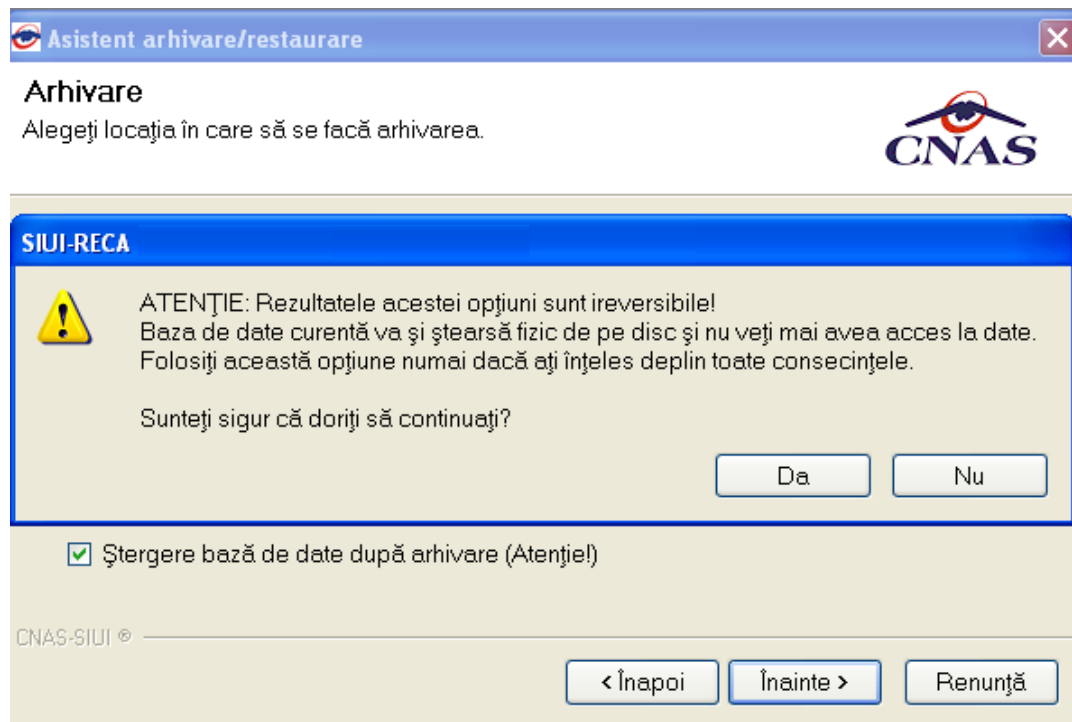 Asistent arhivare/restaurare
Arhivare
Alegeţi locaţia în care să se facă arhivarea.
CNAS
SIUI-RECA
ATENŢIE: Rezultatele acestei opţiuni sunt ireversibile!
Baza de date curentă va şi ştearsă fizic de pe disc şi nu veţi mai avea acces la date.
Folosiţi această opţiune numai dacă aţi înţeles deplin toate consecinţele.
Sunteţi sigur că doriţi să continuaţi?
Da Nu
Ştergere bază de date după arhivare (Atenţie!)
CNAS-SIUI ®
< Înapoi Înainte > Renunţă